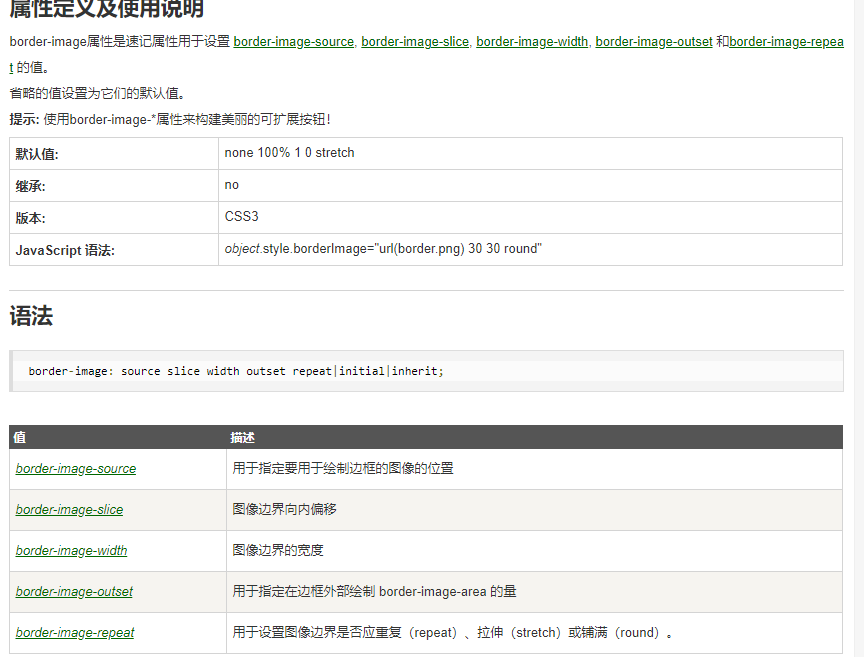 属性定义及使用说明
border-image属性是速记属性用于设置 border-image-source, border-image-slice, border-image-width, border-image-outset 和border-image-repea
t 的值。
省略的值设置为它们的默认值。
提示: 使用border-image-*属性来构建美丽的可扩展按钮!
默认值: none 100% 1 0 stretch
继承: no
版本: CSS3
JavaScript 语法: object.style.borderImage="url(border.png) 30 30 round"
语法
border-image: source slice width outset repeat|initial|inherit;
值 描述
border-image-source 用于指定要用于绘制边框的图像的位置
border-image-slice 图像边界向内偏移
border-image-width 图像边界的宽度
border-image-outset 用于指定在边框外部绘制 border-image-area 的量
border-image-repeat 用于设置图像边界是否应重复（repeat）、拉伸（stretch）或铺满（round）。